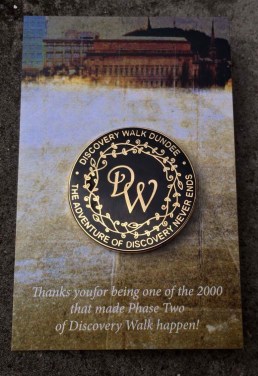 DISCOVERY WALK DUNDEE
DW
THE ADVENTURE OF DISCOVERY NEVER ENDS
Thanks youfor being one of the 2000
that made Phase Two
of Discovery Walk happen!